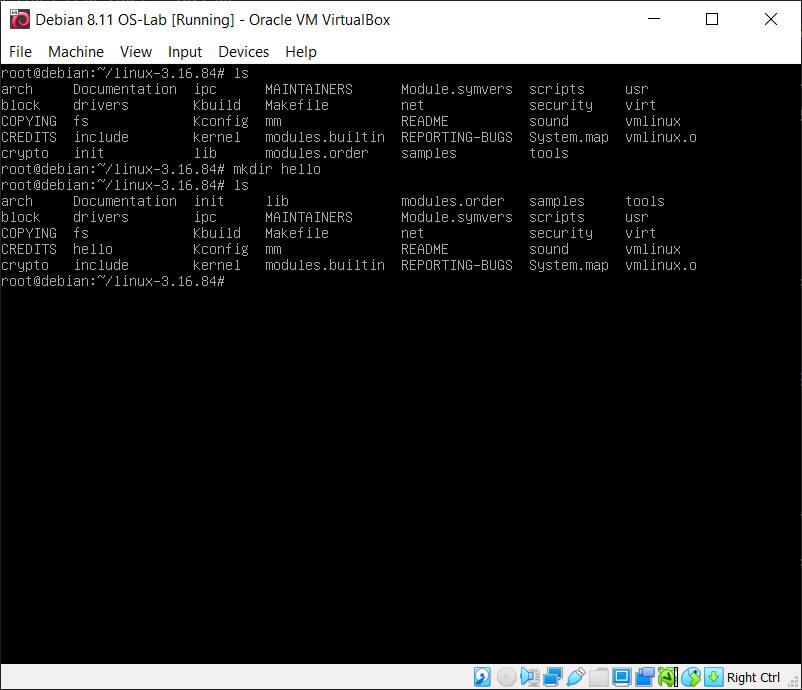 Debian 8.11 OS-Lab [Running] - Oracle VM VirtualBox
File Machine View Input Devices Help
root@debian:~/linux-3.16.84# ls
arch Documentation ipc MAINTAINERS Module.symvers scripts usr
block drivers Kbuild Makefile net security virt
COPYING fs Kconfig mm README sound vmlinux
CREDITS include kernel modules.builtin REPORTING-BUGS System.map vmlinux.o
crypto init lib modules.order samples tools
root@debian:~/linux-3.16.84# mkdir hello
root@debian:~/linux-3.16.84# ls
arch Documentation init lib modules.order samples tools
block drivers ipc MAINTAINERS Module.symvers scripts usr
COPYING fs Kbuild Makefile net security virt
CREDITS hello Kconfig mm README sound vmlinux
crypto include kernel modules.builtin REPORTING-BUGS System.map vmlinux.o
root@debian:~/linux-3.16.84#
Right Ctrl